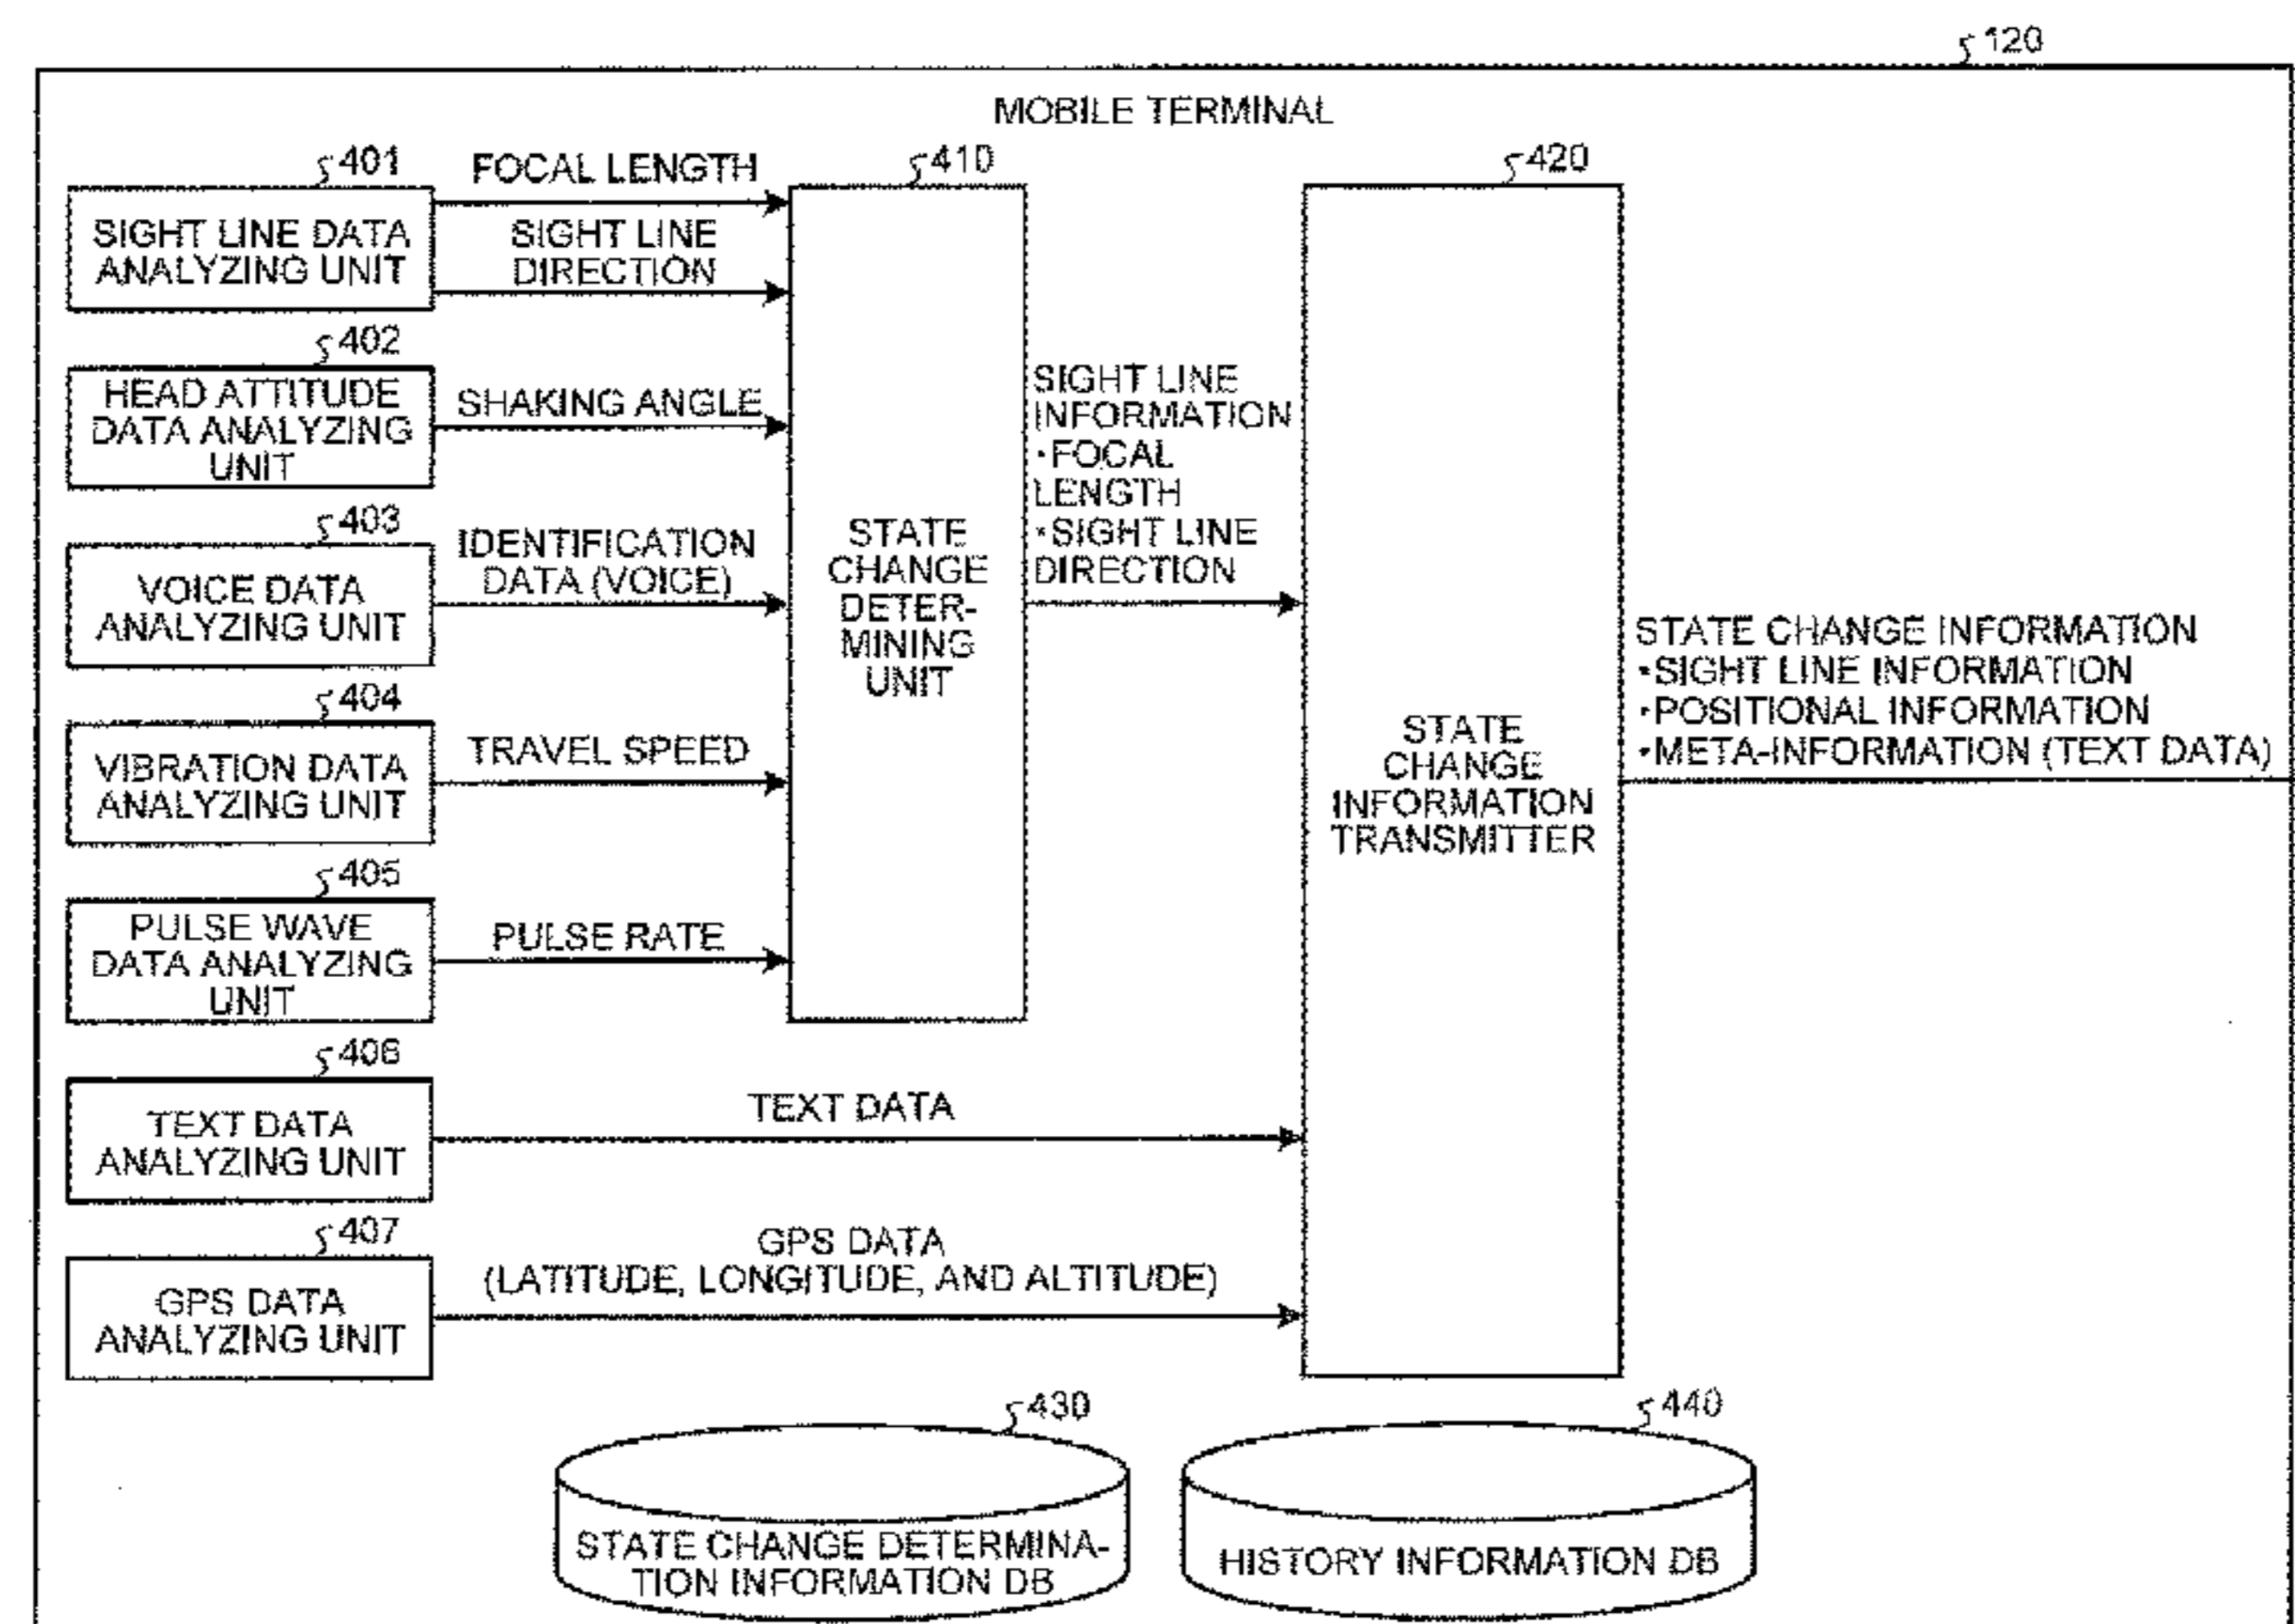 120
MOBILE TERMINAL
401
SIGHT LINE DATA
ANALYZING UNIT
FOCAL LENGTH
SIGHT LINE
DIRECTION
402
HEAD ATTITUDE
DATA ANALYZING
UNIT
SHAKING ANGLE
403
VOICE DATA
ANALYZING UNIT
IDENTIFICATION
DATA (VOICE)
404
VIBRATION DATA
ANALYZING UNIT
TRAVEL SPEED
405
PULSE WAVE
DATA ANALYZING
UNIT
PULSE RATE
406
TEXT DATA
ANALYZING UNIT
TEXT DATA
407
GPS DATA
ANALYZING UNIT
GPS DATA
(LATITUDE, LONGITUDE, AND ALTITUDE)
410
STATE
CHANGE
DETER-
MINING
UNIT
SIGHT LINE
INFORMATION
・FOCAL
LENGTH
・SIGHT LINE
DIRECTION
420
STATE
CHANGE
INFORMATION
TRANSMITTER
STATE CHANGE INFORMATION
・SIGHT LINE INFORMATION
・POSITIONAL INFORMATION
・META-INFORMATION (TEXT DATA)
430
STATE CHANGE DETERMINA-
TION INFORMATION DB
440
HISTORY INFORMATION DB